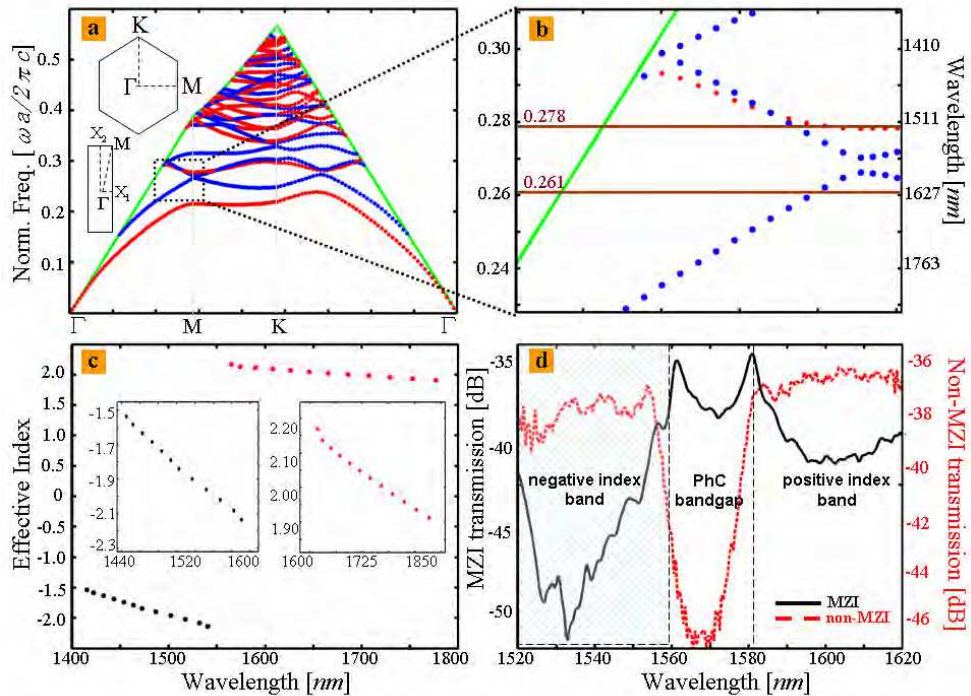 a
Norm. Freq.[ ωa/2πc ]
0.5
0.4
0.3
0.2
0.1
K
Γ
M
X₂
M
Γ
X₁
Γ
M
K
Γ
b
0.30
0.28
0.26
0.24
0.278
0.261
1410
1511
1627
1763
Wavelength [nm]
c
Effective Index
2.0
1.5
1.0
0.5
0
-0.5
-1.0
-1.5
-2.0
-1.5
-1.7
-1.9
-2.1
-2.3
1440
1520
1600
2.20
2.10
2.00
1.90
1600
1725
1850
1400
1500
1600
1700
1800
Wavelength [nm]
d
MZI transmission [dB]
-35
-40
-45
-50
negative index
band
PhC
bandgap
positive index
band
MZI
non-MZI
-36
-38
-40
-42
-44
-46
Non-MZI transmission [dB]
1520
1540
1560
1580
1600
1620
Wavelength [nm]